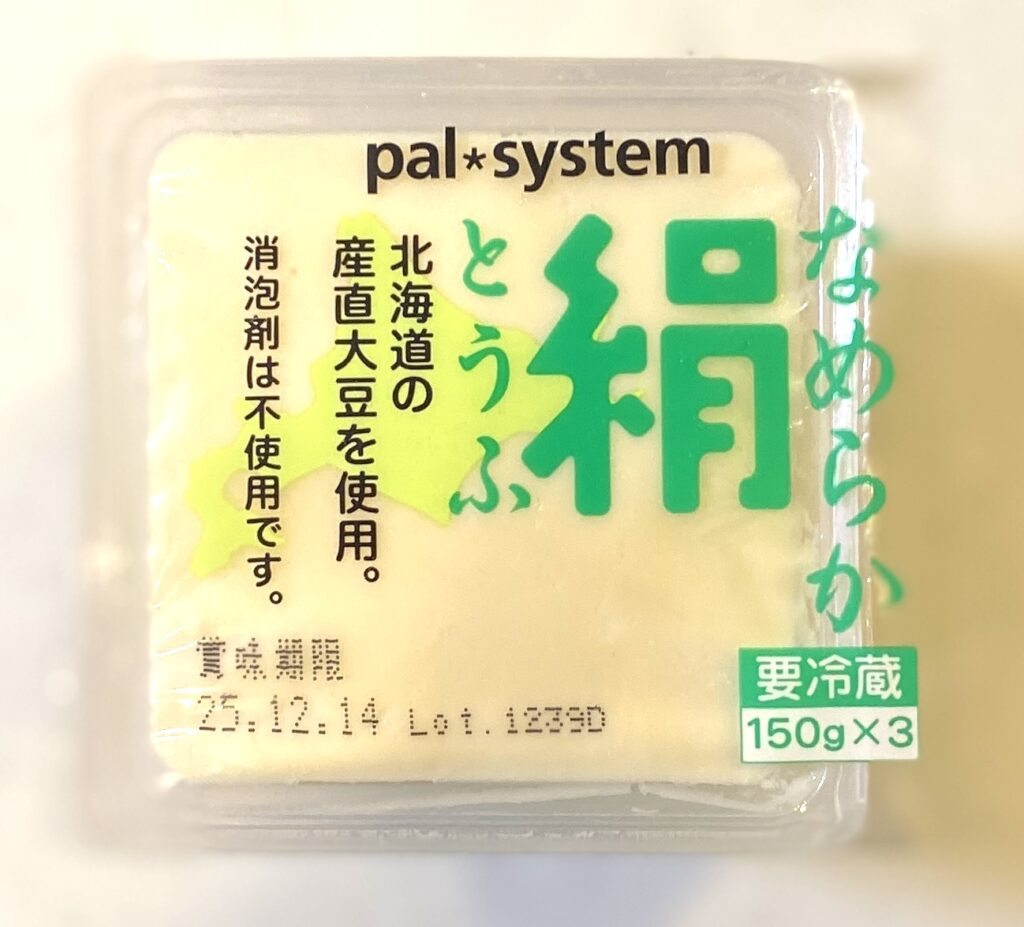 pal*system
なめらか
絹
とうふ
北海道の
産直大豆を使用。
消泡剤は不使用です。
賞味期限
25.12.14 Lot.1239D
要冷蔵
150g×3